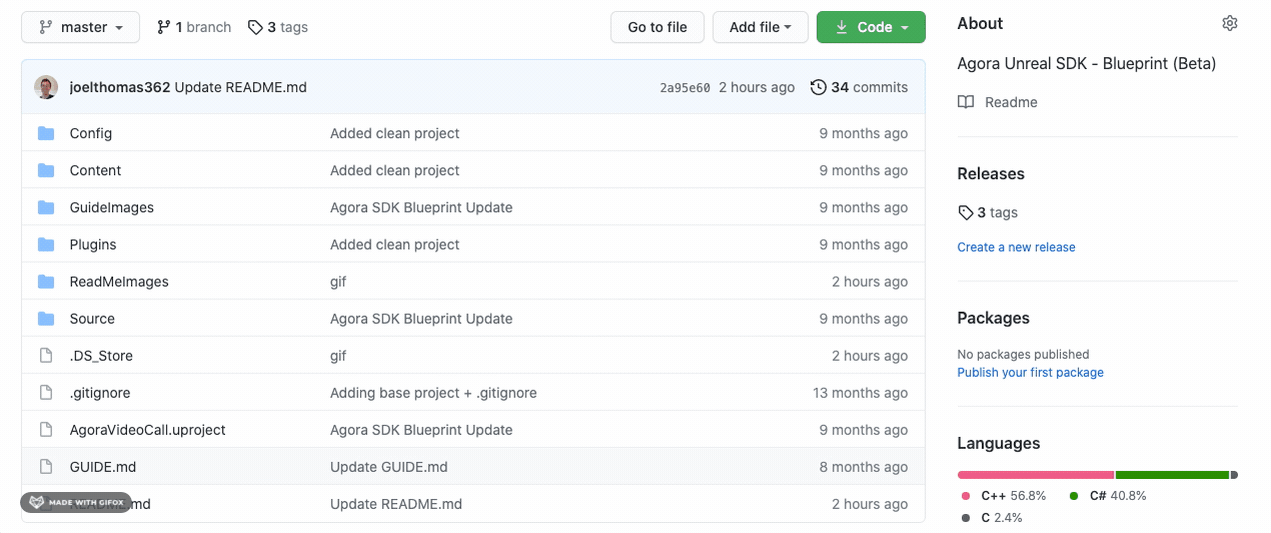 master 1 branch 3 tags Go to file Add file Code
joelthomas362 Update README.md 2a95e60 2 hours ago 34 commits
Config Added clean project 9 months ago
Content Added clean project 9 months ago
GuideImages Agora SDK Blueprint Update 9 months ago
Plugins Added clean project 9 months ago
ReadMeImages gif 2 hours ago
Source Agora SDK Blueprint Update 9 months ago
.DS_Store gif 2 hours ago
.gitignore Adding base project + .gitignore 13 months ago
AgoraVideoCall.uproject Agora SDK Blueprint Update 9 months ago
GUIDE.md Update GUIDE.md 8 months ago
README.md Update README.md 2 hours ago
MADE WITH GIFOX
About
Agora Unreal SDK - Blueprint (Beta)
Readme
Releases
3 tags
Create a new release
Packages
No packages published
Publish your first package
Languages
C++ 56.8% C# 40.8%
C 2.4%